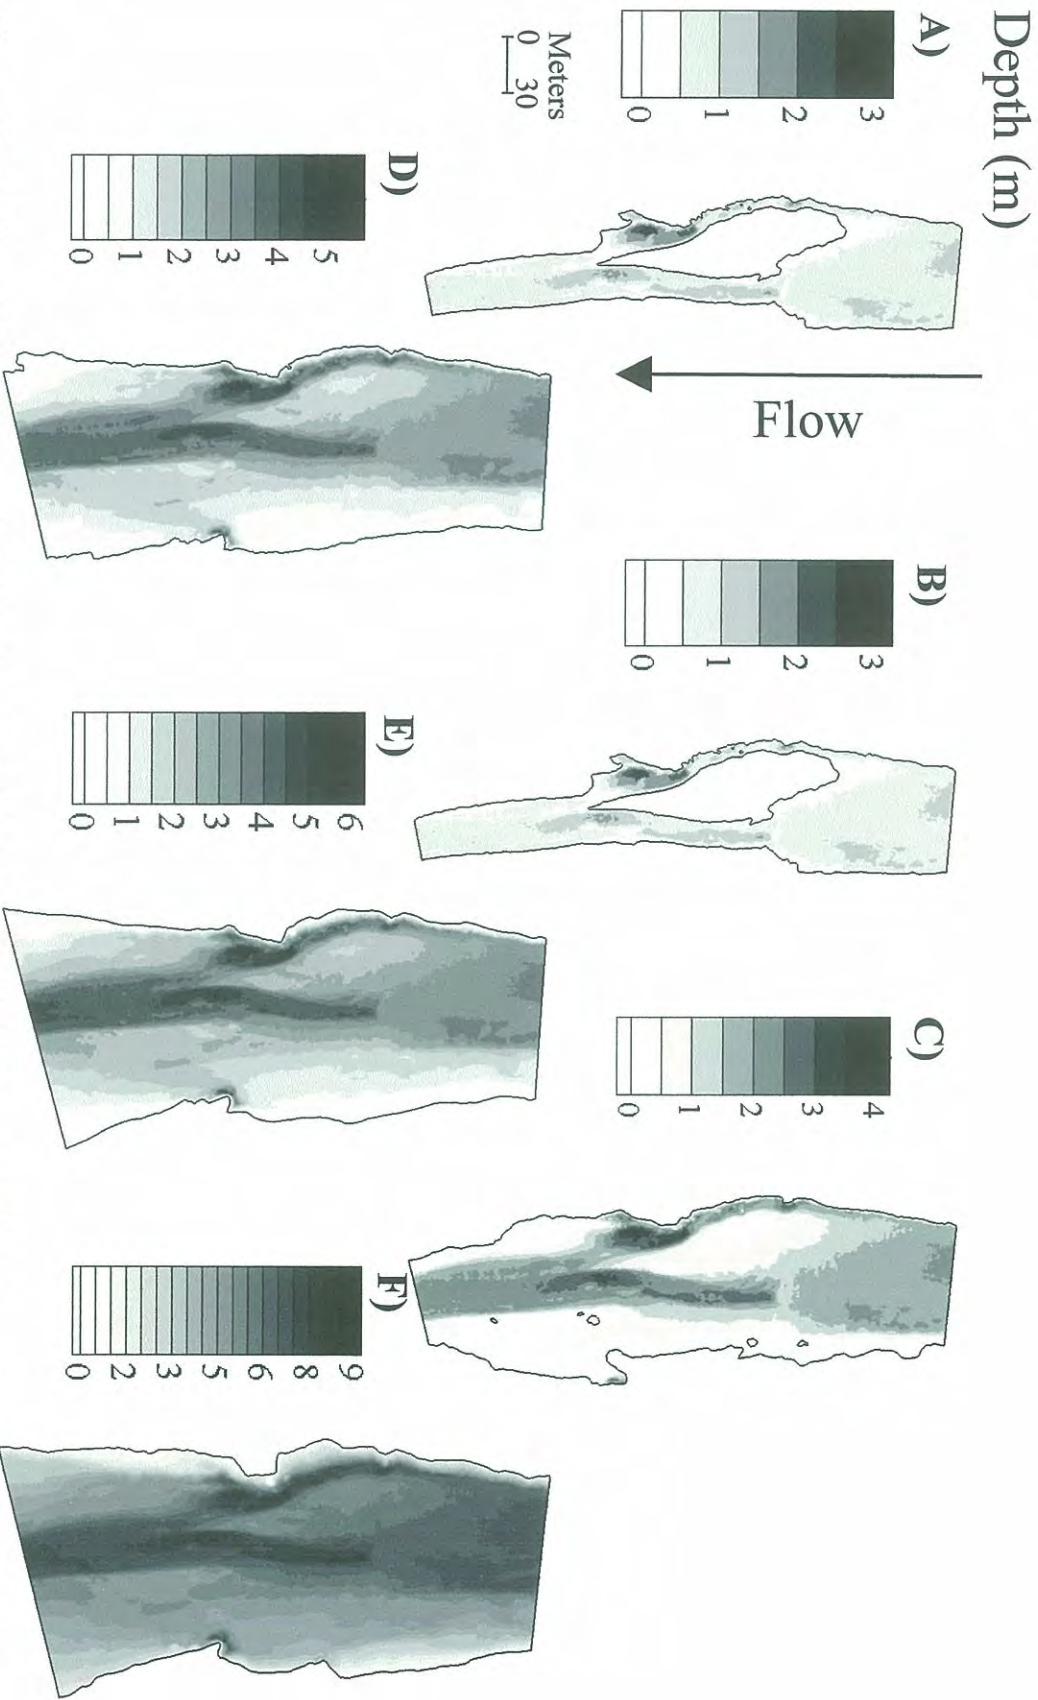 Depth (m)
A)
0 1 2 3
Meters
0 30
Flow
B)
0 1 2 3
C)
0 1 2 3 4
D)
0 1 2 3 4 5
E)
0 1 2 3 4 5 6
F)
0 2 3 5 6 8 9